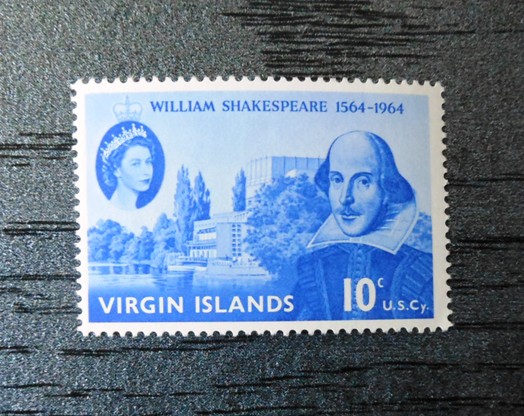 WILLIAM SHAKESPEARE 1564-1964
VIRGIN ISLANDS
10c U.S.Cy.